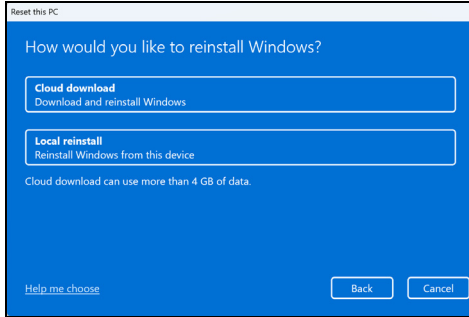 Reset this PC
How would you like to reinstall Windows?
Cloud download
Download and reinstall Windows
Local reinstall
Reinstall Windows from this device
Cloud download can use more than 4 GB of data.
Help me choose
Back
Cancel